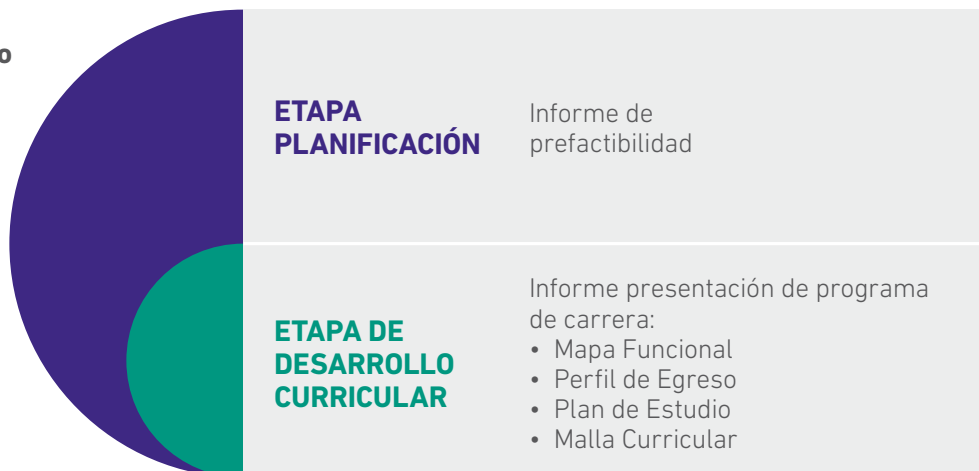 o
ETAPA
PLANIFICACIÓN
Informe de
prefactibilidad
ETAPA DE
DESARROLLO
CURRICULAR
Informe presentación de programa
de carrera:
• Mapa Funcional
• Perfil de Egreso
• Plan de Estudio
• Malla Curricular